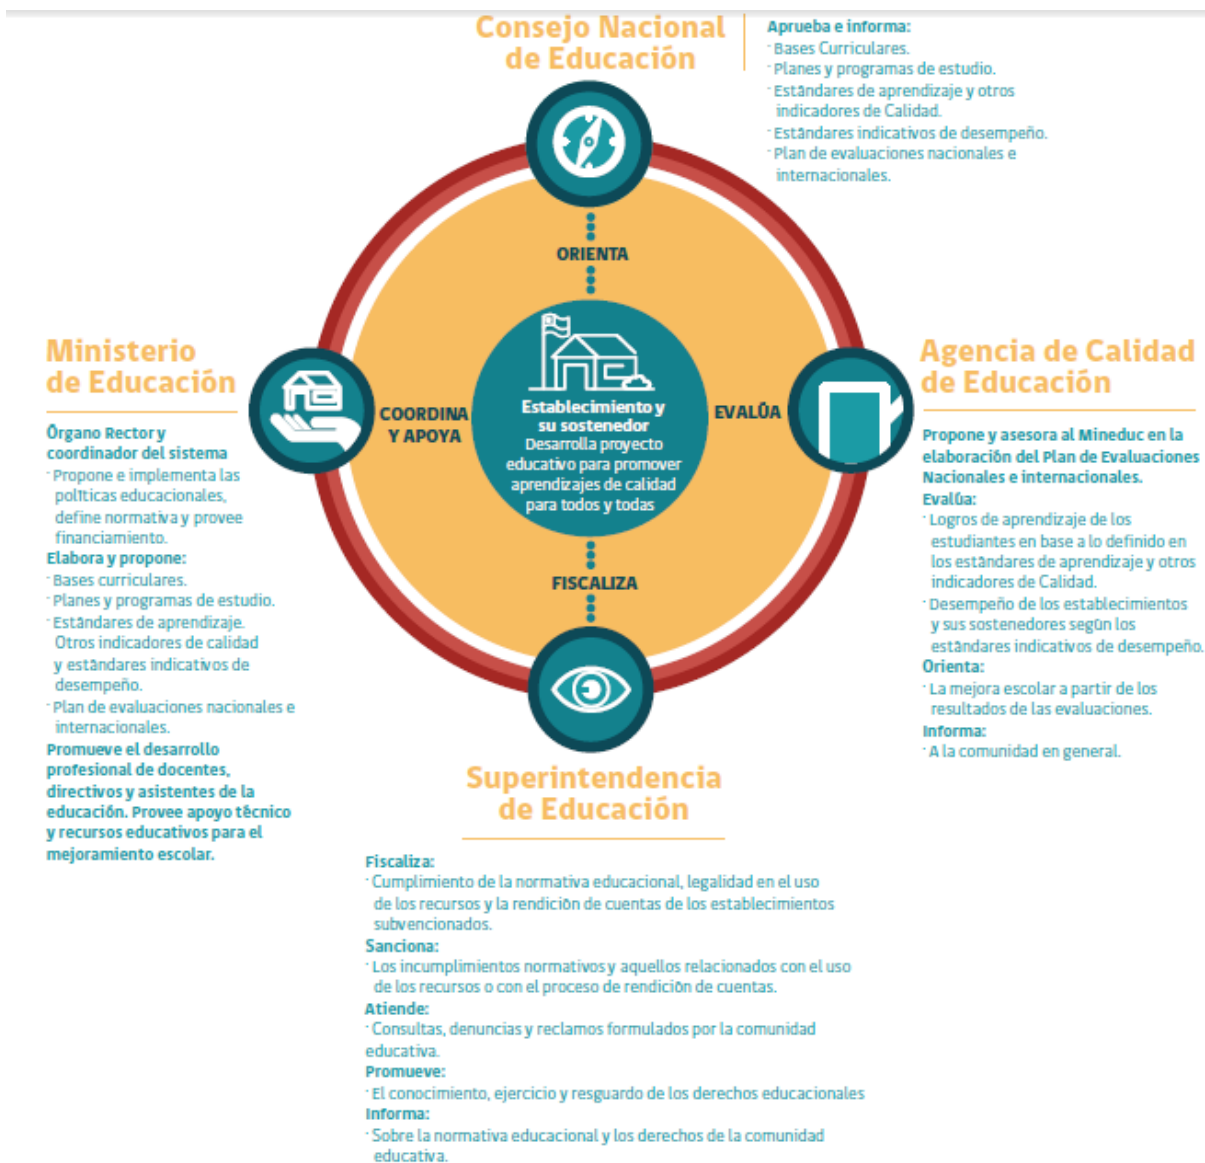 Consejo Nacional
de Educación
Aprueba e informa:
· Bases Curriculares.
· Planes y programas de estudio.
· Estándares de aprendizaje y otros
indicadores de Calidad.
· Estándares indicativos de desempeño.
· Plan de evaluaciones nacionales e
internacionales.
ORIENTA
Ministerio
de Educación
Órgano Rector y
coordinador del sistema
· Propone e implementa las
políticas educacionales,
define normativa y provee
financiamiento.
Elabora y propone:
· Bases curriculares.
· Planes y programas de estudio.
· Estándares de aprendizaje.
Otros indicadores de calidad
y estándares indicativos de
desempeño.
· Plan de evaluaciones nacionales e
internacionales.
Promueve el desarrollo
profesional de docentes,
directivos y asistentes de la
educación. Provee apoyo técnico
y recursos educativos para el
mejoramiento escolar.
COORDINA
Y APOYA
Establecimiento y
su sostenedor
Desarrolla proyecto
educativo para promover
aprendizajes de calidad
para todos y todas
EVALÚA
Agencia de Calidad
de Educación
Propone y asesora al Mineduc en la
elaboración del Plan de Evaluaciones
Nacionales e internacionales.
Evalúa:
· Logros de aprendizaje de los
estudiantes en base a lo definido en
los estándares de aprendizaje y otros
indicadores de Calidad.
· Desempeño de los establecimientos
y sus sostenedores según los
estándares indicativos de desempeño.
Orienta:
· La mejora escolar a partir de los
resultados de las evaluaciones.
Informa:
· A la comunidad en general.
FISCALIZA
Superintendencia
de Educación
Fiscaliza:
· Cumplimiento de la normativa educacional, legalidad en el uso
de los recursos y la rendición de cuentas de los establecimientos
subvencionados.
Sanciona:
· Los incumplimientos normativos y aquellos relacionados con el uso
de los recursos o con el proceso de rendición de cuentas.
Atiende:
· Consultas, denuncias y reclamos formulados por la comunidad
educativa.
Promueve:
· El conocimiento, ejercicio y resguardo de los derechos educacionales
Informa:
· Sobre la normativa educacional y los derechos de la comunidad
educativa.